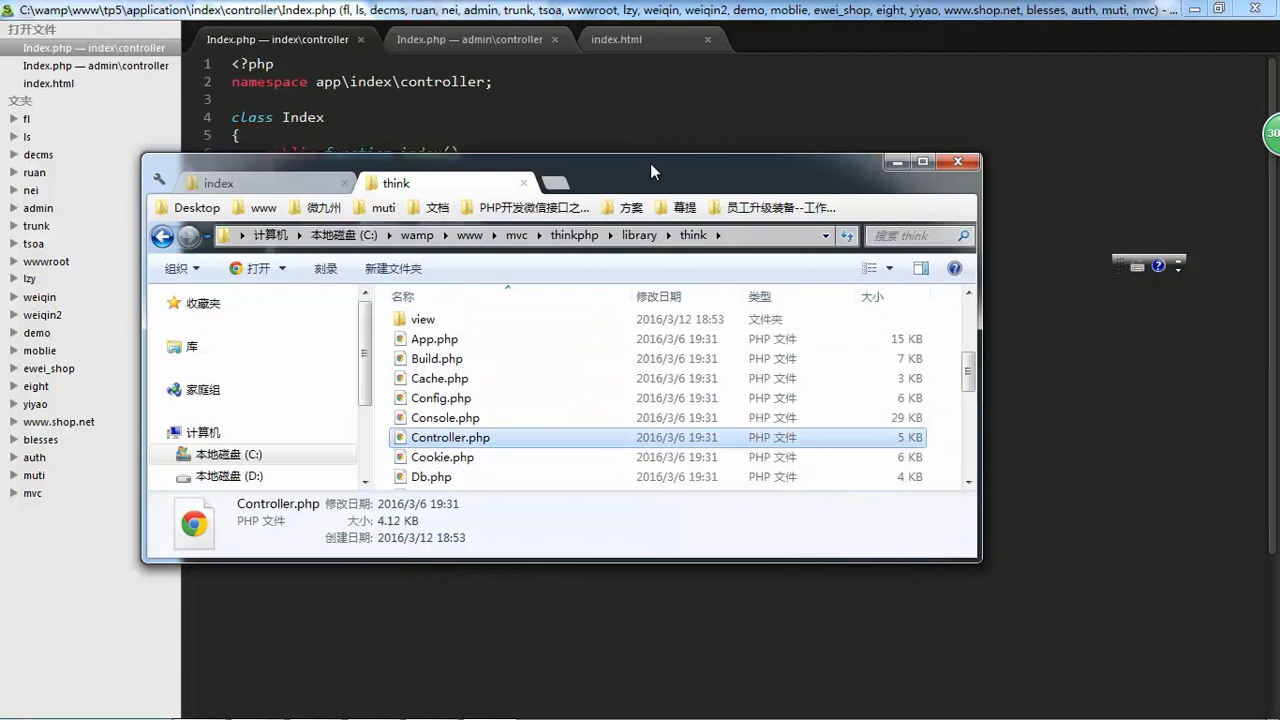 C:\wamp\www\tp5\application\index\controller\Index.php (fl, ls, decms, ruan, nei, admin, trunk, tsoa, wwwroot, lzy, weiqin, weiqin2, demo, moblie, ewei_shop, eight, yiyao, www.shop.net, blesses, auth, muti, mvc) - ...
打开文件
Index.php — index\controller
Index.php — admin\controller
index.html
文夹
fl
ls
decms
ruan
nei
admin
trunk
tsoa
wwwroot
lzy
weiqin
weiqin2
demo
moblie
ewei_shop
eight
yiyao
www.shop.net
blesses
auth
muti
mvc
Index.php — index\controller × Index.php — admin\controller × index.html ×
1 <?php
2 namespace app\index\controller;
3
4 class Index
5 {
public function index()
30
index × think ×
Desktop www 微九州 muti 文档 PHP开发微信接口之... 方案 幕提 员工升级装备--工作...
计算机 本地磁盘 (C:) wamp www mvc thinkphp library think 搜索 think
组织 打开 刻录 新建文件夹
收藏夹
库
家庭组
计算机
本地磁盘 (C:)
本地磁盘 (D:)
名称 修改日期 类型 大小
view 2016/3/12 18:53 文件夹
App.php 2016/3/6 19:31 PHP 文件 15 KB
Build.php 2016/3/6 19:31 PHP 文件 7 KB
Cache.php 2016/3/6 19:31 PHP 文件 3 KB
Config.php 2016/3/6 19:31 PHP 文件 6 KB
Console.php 2016/3/6 19:31 PHP 文件 29 KB
Controller.php 2016/3/6 19:31 PHP 文件 5 KB
Cookie.php 2016/3/6 19:31 PHP 文件 6 KB
Db.php 2016/3/6 19:31 PHP 文件 4 KB
Controller.php 修改日期: 2016/3/6 19:31
PHP 文件 大小: 4.12 KB
创建日期: 2016/3/12 18:53